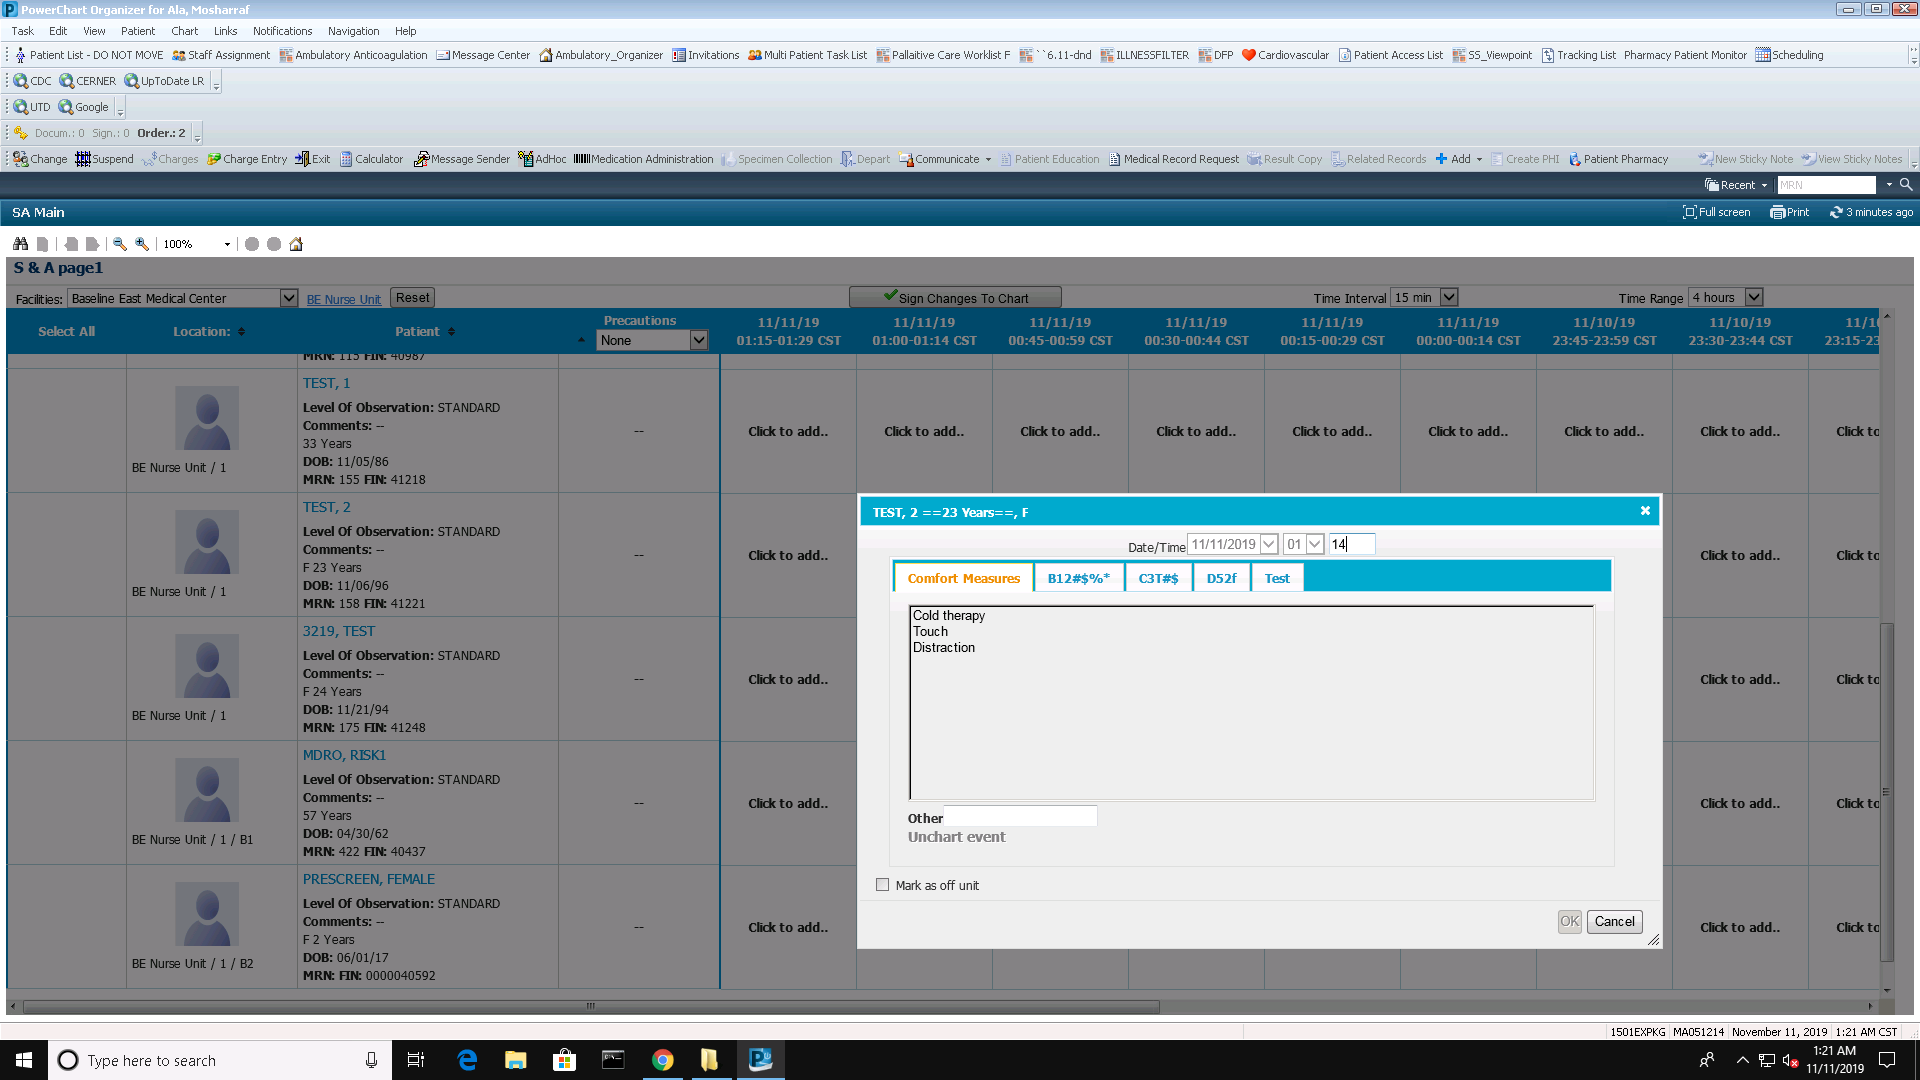 PowerChart Organizer for Ala, Mosharraf
Task Edit View Patient Chart Links Notifications Navigation Help
Patient List - DO NOT MOVE Staff Assignment Ambulatory Anticoagulation Message Center Ambulatory_Organizer Invitations Multi Patient Task List Pallaitive Care Worklist F ``6.11-dnd ILLNESSFILTER DFP Cardiovascular Patient Access List SS_Viewpoint Tracking List Pharmacy Patient Monitor Scheduling
CDC CERNER UpToDate LR
UTD Google
Docum.: 0 Sign.: 0 Order.: 2
Change Suspend Charges Charge Entry Exit Calculator Message Sender AdHoc Medication Administration Specimen Collection Depart Communicate Patient Education Medical Record Request Result Copy Related Records Add Create PHI Patient Pharmacy New Sticky Note View Sticky Notes
Recent MRN
SA Main Full screen Print 3 minutes ago
100%
S & A page1
Facilities: Baseline East Medical Center BE Nurse Unit Reset Sign Changes To Chart Time Interval 15 min Time Range 4 hours
Select All Location: Patient Precautions None
11/11/19 11/11/19 11/11/19 11/11/19 11/11/19 11/11/19 11/10/19 11/10/19 11/1
01:15-01:29 CST 01:00-01:14 CST 00:45-00:59 CST 00:30-00:44 CST 00:15-00:29 CST 00:00-00:14 CST 23:45-23:59 CST 23:30-23:44 CST 23:15-23
MRN: 115 FIN: 40987
TEST, 1
Level Of Observation: STANDARD
Comments: --
33 Years
DOB: 11/05/86
MRN: 155 FIN: 41218
BE Nurse Unit / 1
--
Click to add.. Click to add.. Click to add.. Click to add.. Click to add.. Click to add.. Click to add.. Click to add.. Click to
TEST, 2
Level Of Observation: STANDARD
Comments: --
F 23 Years
DOB: 11/06/96
MRN: 158 FIN: 41221
BE Nurse Unit / 1
--
Click to add.. Click to add.. Click to
3219, TEST
Level Of Observation: STANDARD
Comments: --
F 24 Years
DOB: 11/21/94
MRN: 175 FIN: 41248
BE Nurse Unit / 1
--
Click to add.. Click to add.. Click to
MDRO, RISK1
Level Of Observation: STANDARD
Comments: --
57 Years
DOB: 04/30/62
MRN: 422 FIN: 40437
BE Nurse Unit / 1 / B1
--
Click to add.. Click to add.. Click to
PRESCREEN, FEMALE
Level Of Observation: STANDARD
Comments: --
F 2 Years
DOB: 06/01/17
MRN: FIN: 0000040592
BE Nurse Unit / 1 / B2
--
Click to add.. Click to add.. Click to
TEST, 2 ==23 Years==, F
Date/Time 11/11/2019 01 14
Comfort Measures B12#$%* C3T#$ D52f Test
Cold therapy
Touch
Distraction
Other
Unchart event
Mark as off unit
OK Cancel
1501EXPKG MA051214 November 11, 2019 1:21 AM CST
Type here to search
1:21 AM
11/11/2019